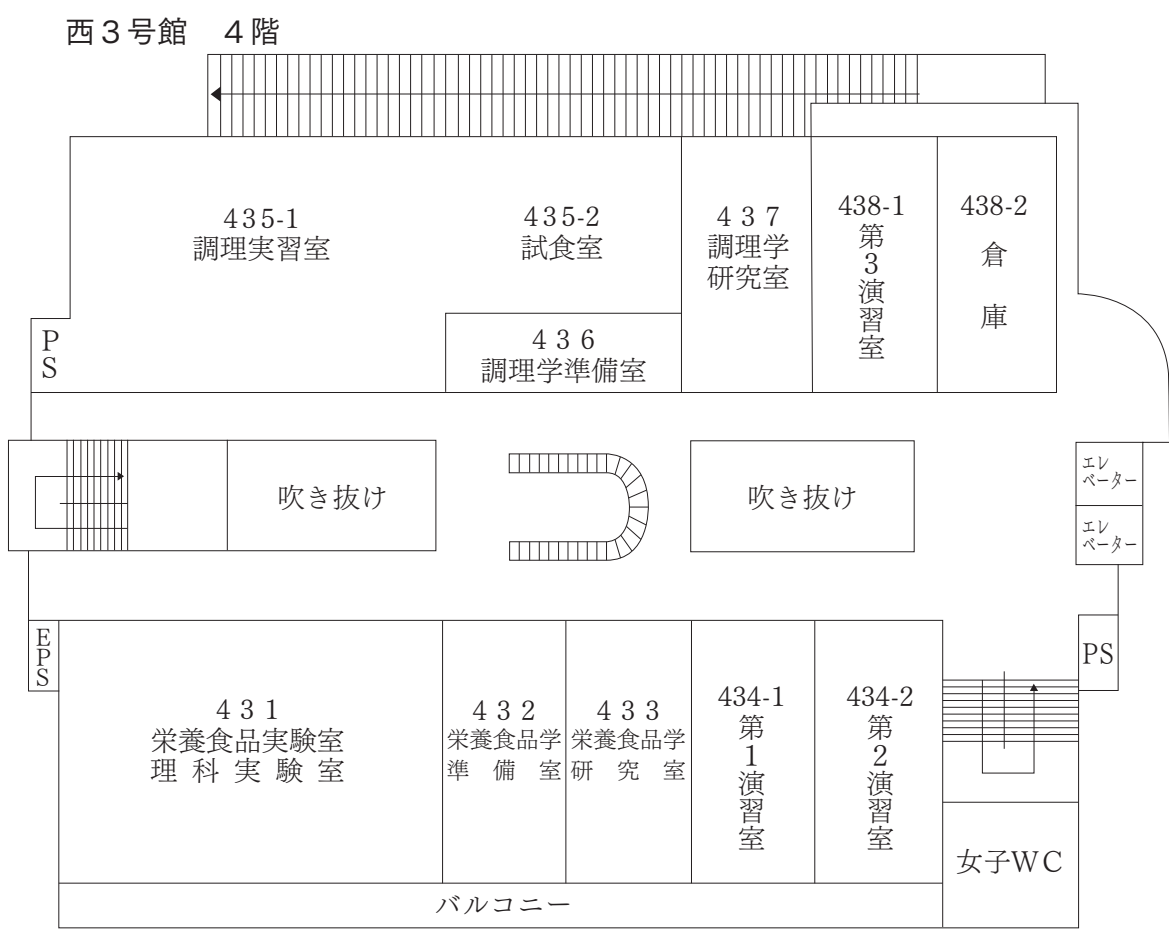 西３号館　４階
435-1
調理実習室
435-2
試食室
４３７
調理学
研究室
438-1
第３演習室
438-2
倉庫
４３６
調理学準備室
PS
吹き抜け
吹き抜け
エレ
ベーター
エレ
ベーター
EPS
PS
４３１
栄養食品実験室
理科実験室
４３２
栄養食品学
準備室
４３３
栄養食品学
研究室
434-1
第１演習室
434-2
第２演習室
女子WC
バルコニー